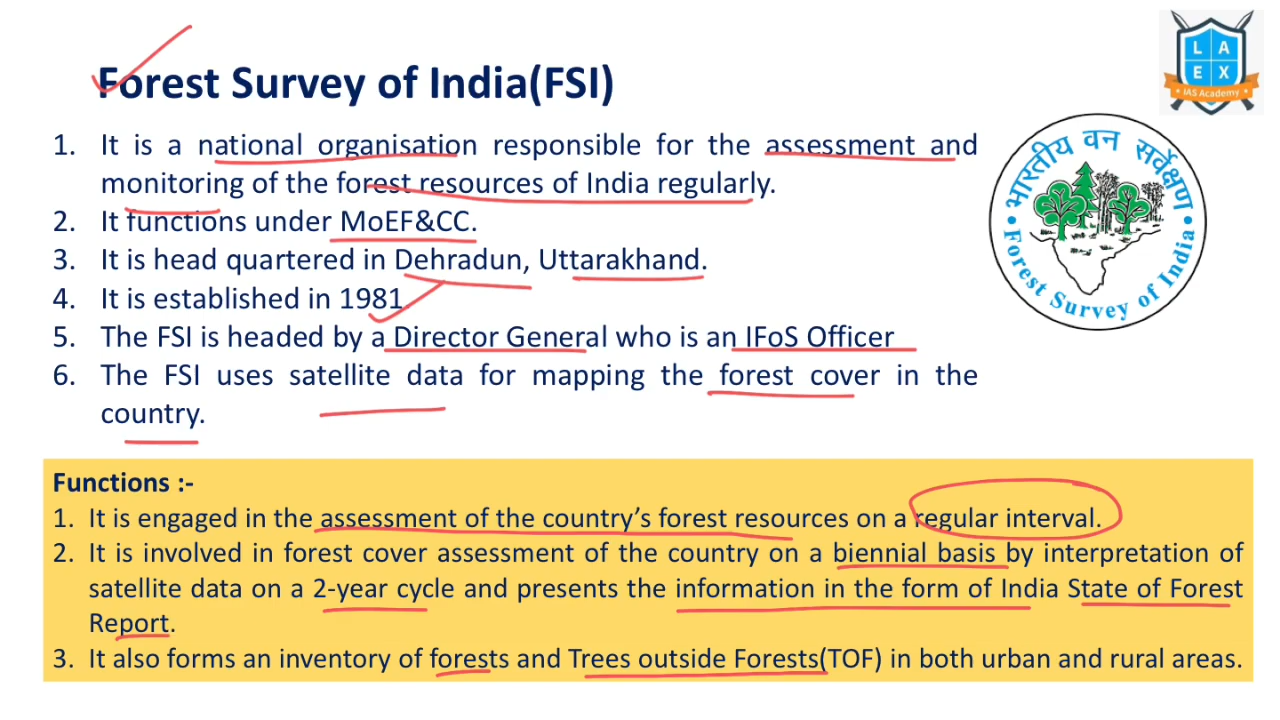 L A
E X
IAS Academy
Forest Survey of India(FSI)
1. It is a national organisation responsible for the assessment and
monitoring of the forest resources of India regularly.
2. It functions under MoEF&CC.
3. It is head quartered in Dehradun, Uttarakhand.
4. It is established in 1981
5. The FSI is headed by a Director General who is an IFoS Officer
6. The FSI uses satellite data for mapping the forest cover in the
country.
भारतीय वन सर्वेक्षण
Forest Survey of India
Functions :-
1. It is engaged in the assessment of the country's forest resources on a regular interval.
2. It is involved in forest cover assessment of the country on a biennial basis by interpretation of
satellite data on a 2-year cycle and presents the information in the form of India State of Forest
Report.
3. It also forms an inventory of forests and Trees outside Forests(TOF) in both urban and rural areas.